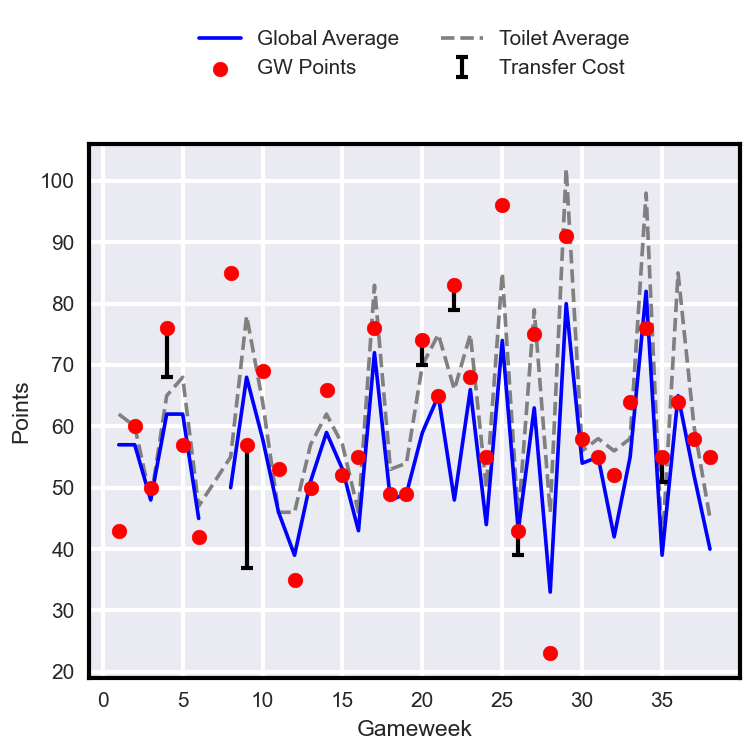 Global Average
GW Points
Toilet Average
Transfer Cost
100
90
80
70
60
50
40
30
20
Points
0 5 10 15 20 25 30 35
Gameweek